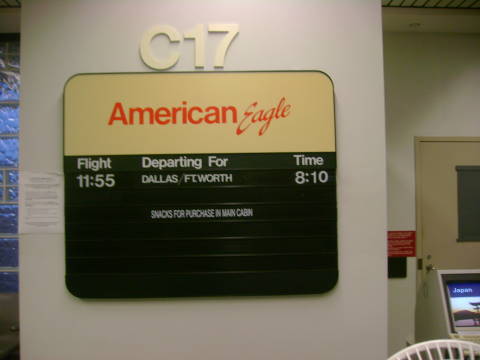 C17
American Eagle
Flight Departing For Time
11:55 DALLAS/FT.WORTH 8:10
SNACKS FOR PURCHASE IN MAIN CABIN
Japan